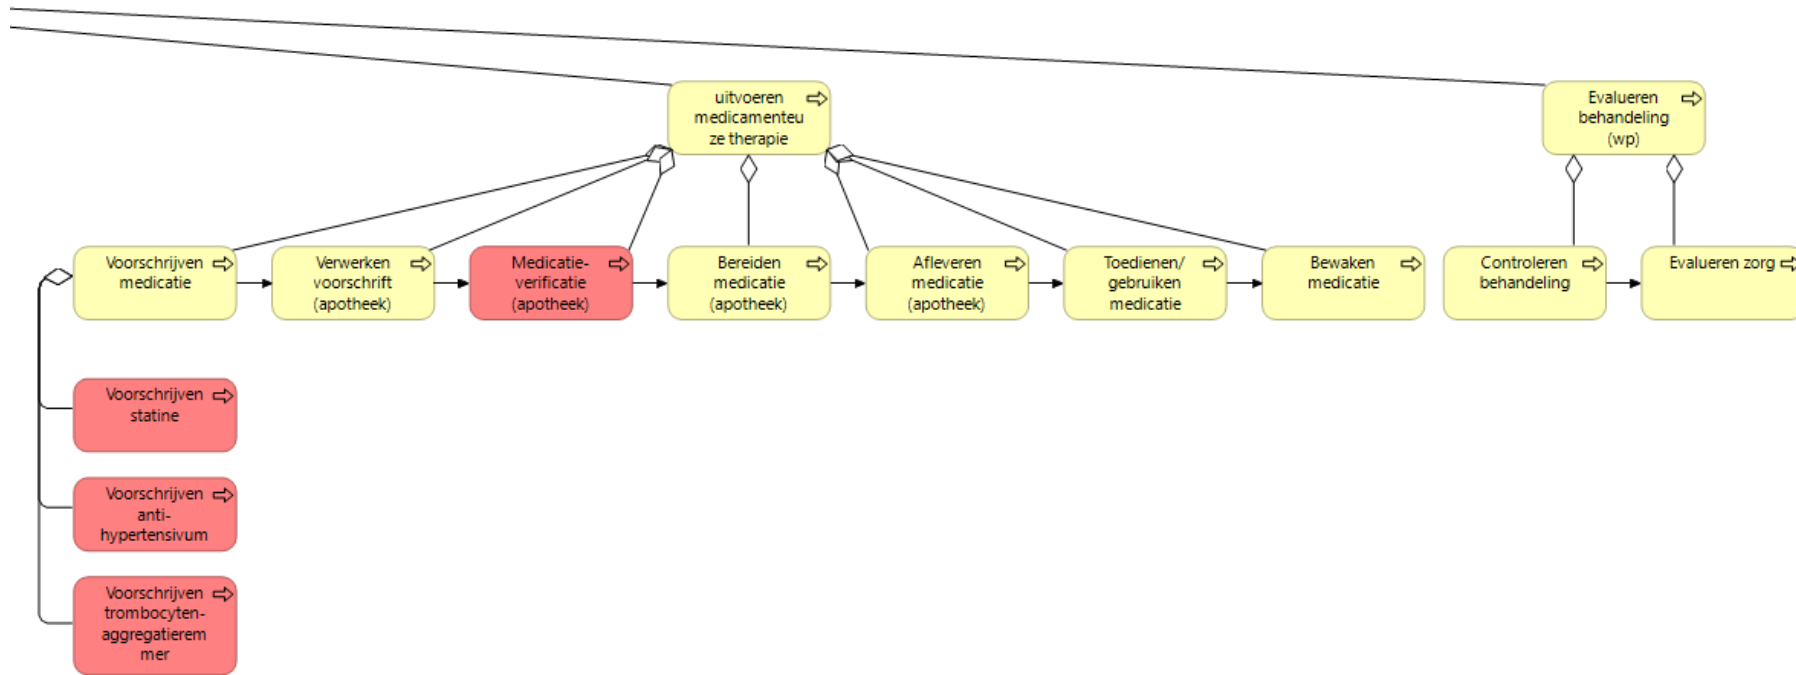 uitvoeren
medicamenteu
ze therapie
Evalueren
behandeling
(wp)
Voorschrijven
medicatie
Verwerken
voorschrift
(apotheek)
Medicatie-
verificatie
(apotheek)
Bereiden
medicatie
(apotheek)
Afleveren
medicatie
(apotheek)
Toedienen/
gebruiken
medicatie
Bewaken
medicatie
Controleren
behandeling
Evalueren zorg
Voorschrijven
statine
Voorschrijven
anti-
hypertensivum
Voorschrijven
trombocyten-
aggregatierem
mer